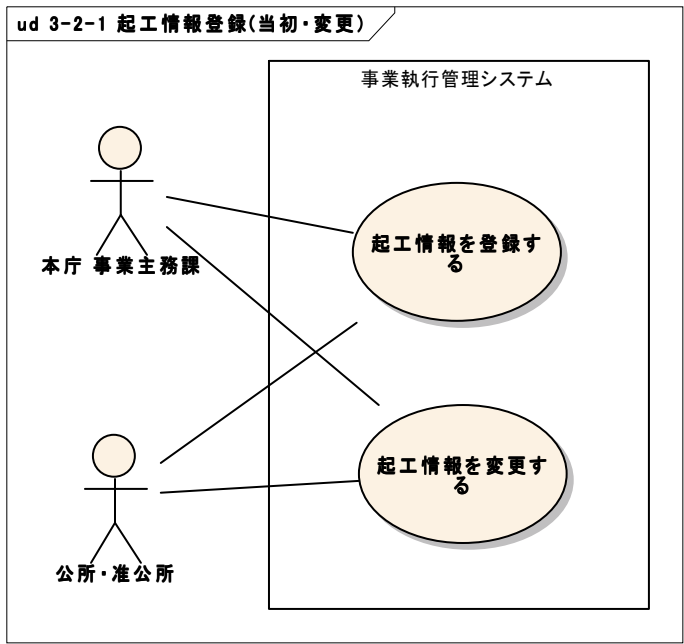 ud 3-2-1 起工情報登録(当初・変更)
事業執行管理システム
起工情報を登録す
る
本庁 事業主務課
起工情報を変更す
る
公所・准公所